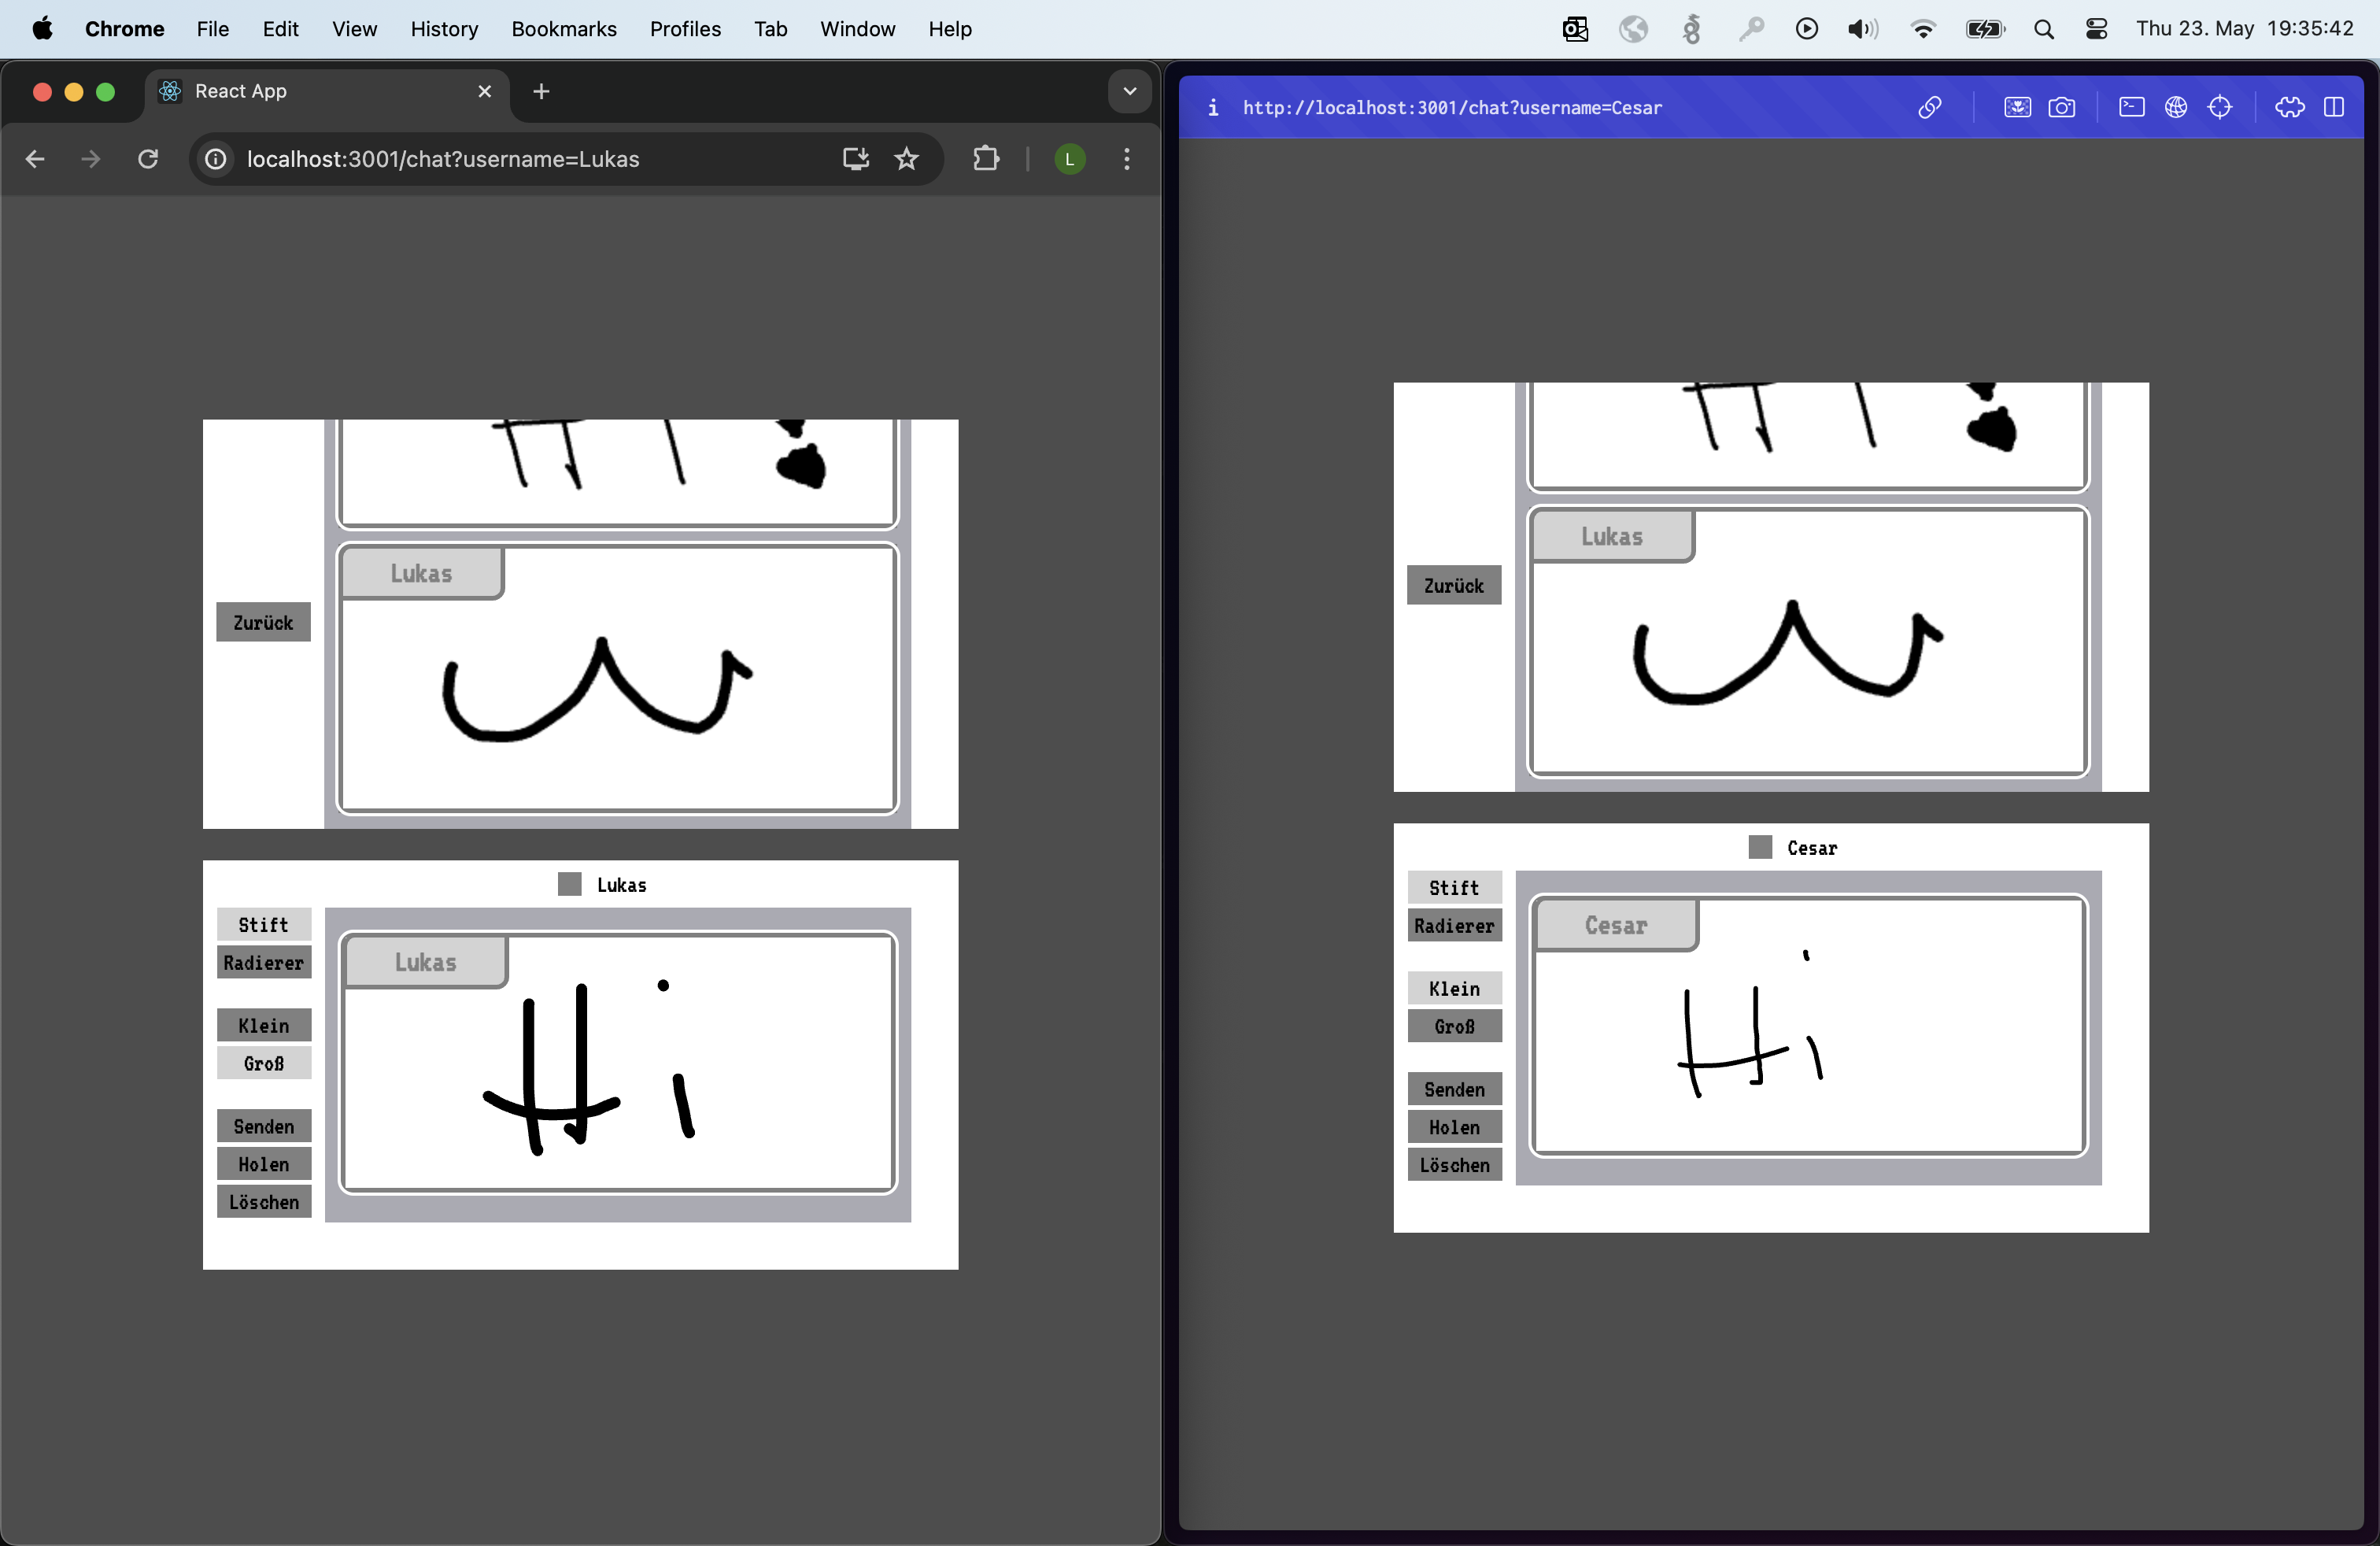 Chrome File Edit View History Bookmarks Profiles Tab Window Help Thu 23. May 19:35:42
React App
localhost:3001/chat?username=Lukas
L
Lukas
Zurück
Lukas
Stift
Radierer
Klein
Groß
Senden
Holen
Löschen
Lukas
Hi
http://localhost:3001/chat?username=Cesar
Lukas
Zurück
Cesar
Stift
Radierer
Klein
Groß
Senden
Holen
Löschen
Cesar
Hi